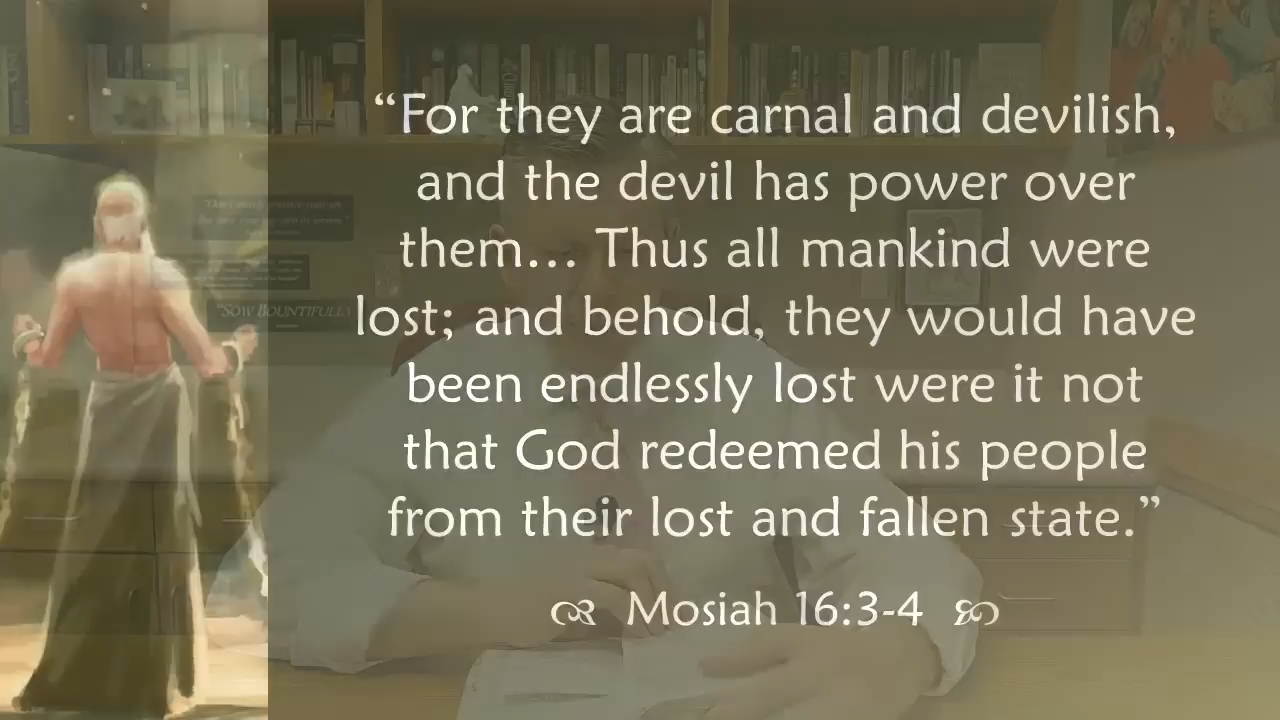 “For they are carnal and devilish,
and the devil has power over
them... Thus all mankind were
lost; and behold, they would have
been endlessly lost were it not
that God redeemed his people
from their lost and fallen state.”
Mosiah 16:3-4
"SOW BOUNTIFULLY